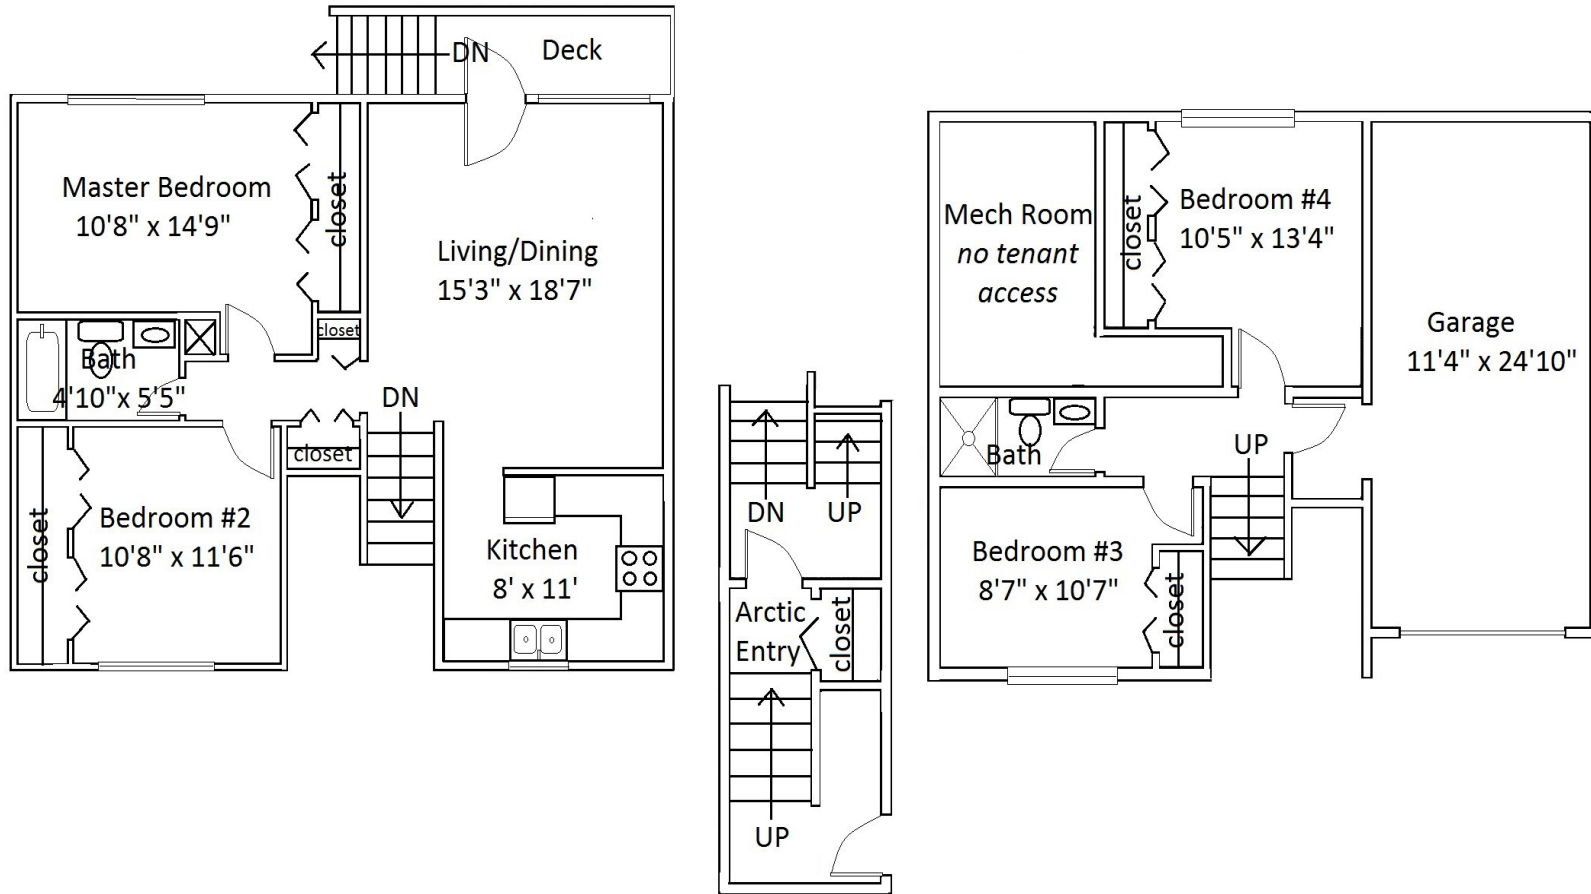 DN
Deck
Master Bedroom
10'8" x 14'9"
closet
Living/Dining
15'3" x 18'7"
closet
Bath
4'10"x 5'5"
DN
closet
closet
Bedroom #2
10'8" x 11'6"
Kitchen
8' x 11'
DN
UP
Arctic
Entry
closet
UP
Mech Room
no tenant
access
closet
Bedroom #4
10'5" x 13'4"
Garage
11'4" x 24'10"
Bath
UP
Bedroom #3
8'7" x 10'7"
closet